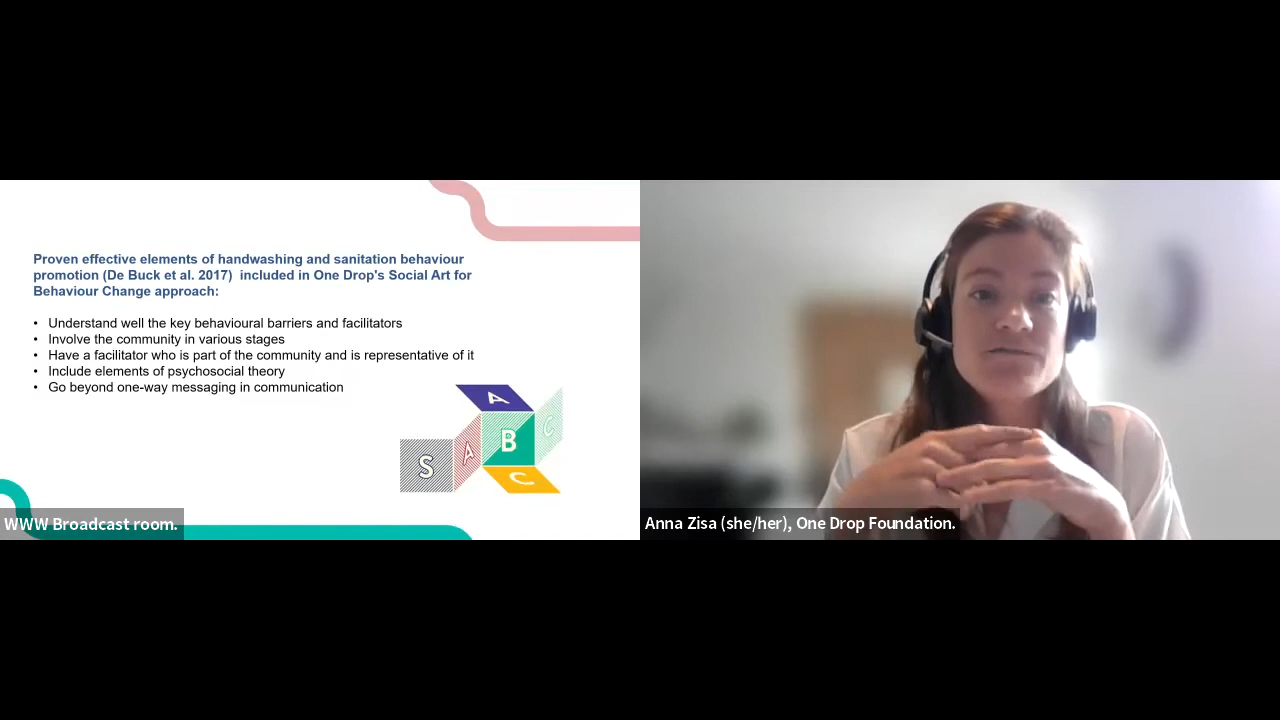 Proven effective elements of handwashing and sanitation behaviour
promotion (De Buck et al. 2017)  included in One Drop's Social Art for
Behaviour Change approach:
• Understand well the key behavioural barriers and facilitators
• Involve the community in various stages
• Have a facilitator who is part of the community and is representative of it
• Include elements of psychosocial theory
• Go beyond one-way messaging in communication
A
S A B C
C
WWW Broadcast room.
Anna Zisa (she/her), One Drop Foundation.